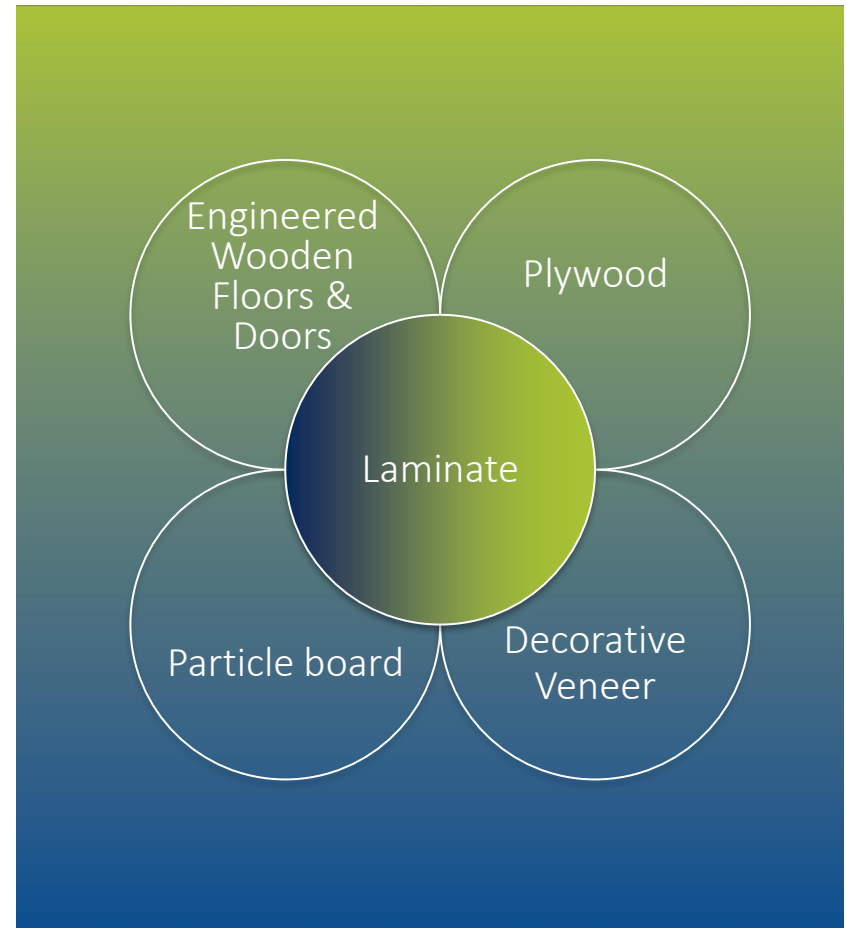 Engineered
Wooden
Floors &
Doors
Plywood
Laminate
Particle board
Decorative
Veneer